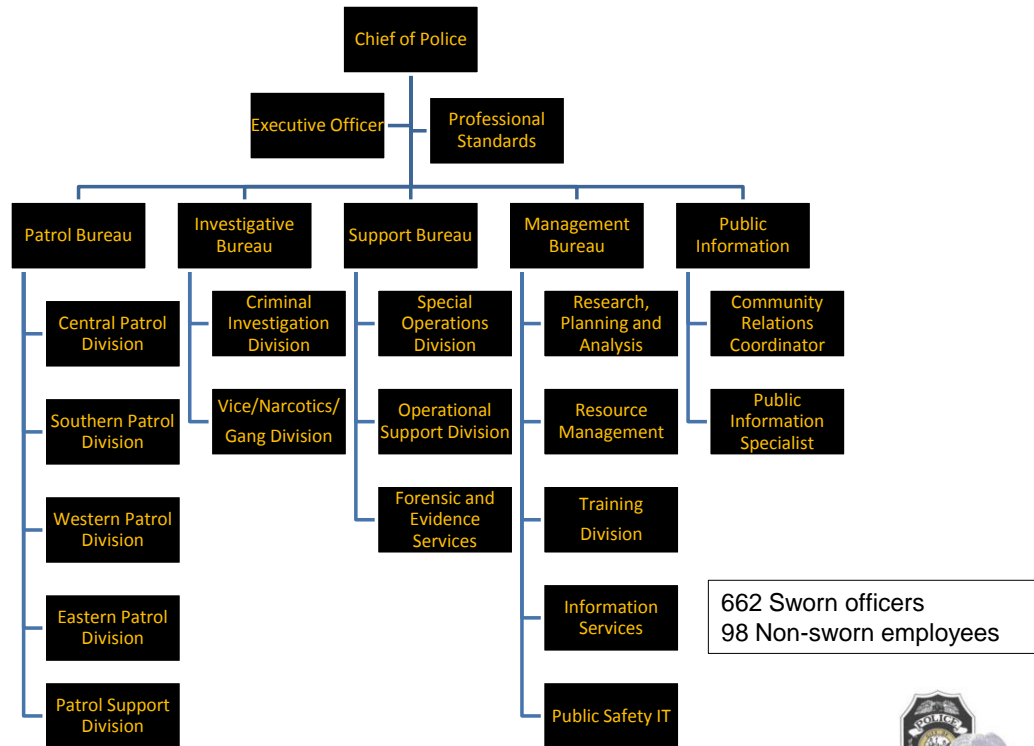 Chief of Police
Executive Officer
Professional
Standards
Patrol Bureau
Investigative
Bureau
Support Bureau
Management
Bureau
Public
Information
Central Patrol
Division
Southern Patrol
Division
Western Patrol
Division
Eastern Patrol
Division
Patrol Support
Division
Criminal
Investigation
Division
Vice/Narcotics/
Gang Division
Special
Operations
Division
Operational
Support Division
Forensic and
Evidence
Services
Research,
Planning and
Analysis
Resource
Management
Training
Division
Information
Services
Public Safety IT
Community
Relations
Coordinator
Public
Information
Specialist
662 Sworn officers
98 Non-sworn employees
POLICE